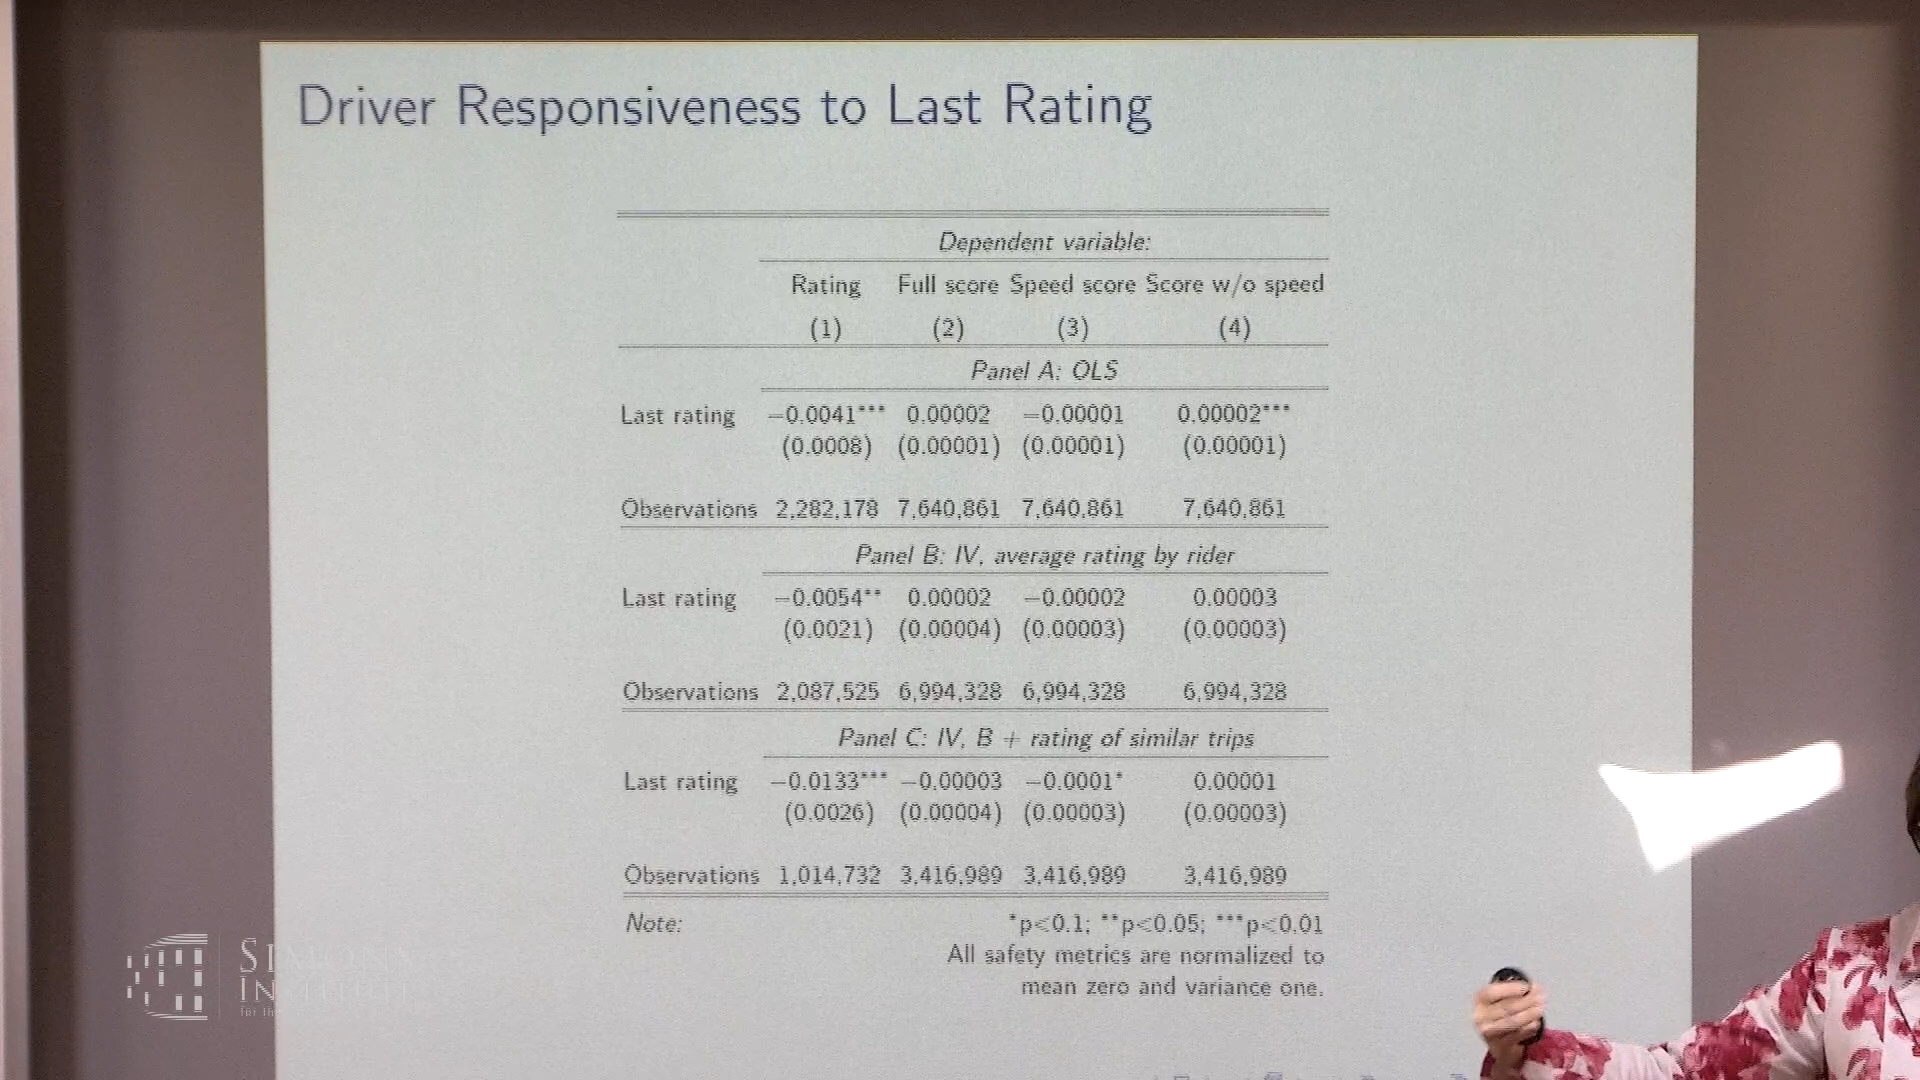 Driver Responsiveness to Last Rating
Dependent variable:
Rating Full score Speed score Score w/o speed
(1) (2) (3) (4)
Panel A: OLS
Last rating −0.0041*** 0.00002 −0.00001 0.00002***
(0.0008) (0.00001) (0.00001) (0.00001)
Observations 2,282,178 7,640,861 7,640,861 7,640,861
Panel B: IV, average rating by rider
Last rating −0.0054** 0.00002 −0.00002 0.00003
(0.0021) (0.00004) (0.00003) (0.00003)
Observations 2,087,525 6,994,328 6,994,328 6,994,328
Panel C: IV, B + rating of similar trips
Last rating −0.0133*** −0.00003 −0.0001* 0.00001
(0.0026) (0.00004) (0.00003) (0.00003)
Observations 1,014,732 3,416,989 3,416,989 3,416,989
Note: *p<0.1; **p<0.05; ***p<0.01
All safety metrics are normalized to
mean zero and variance one.
SIMONS
INSTITUTE